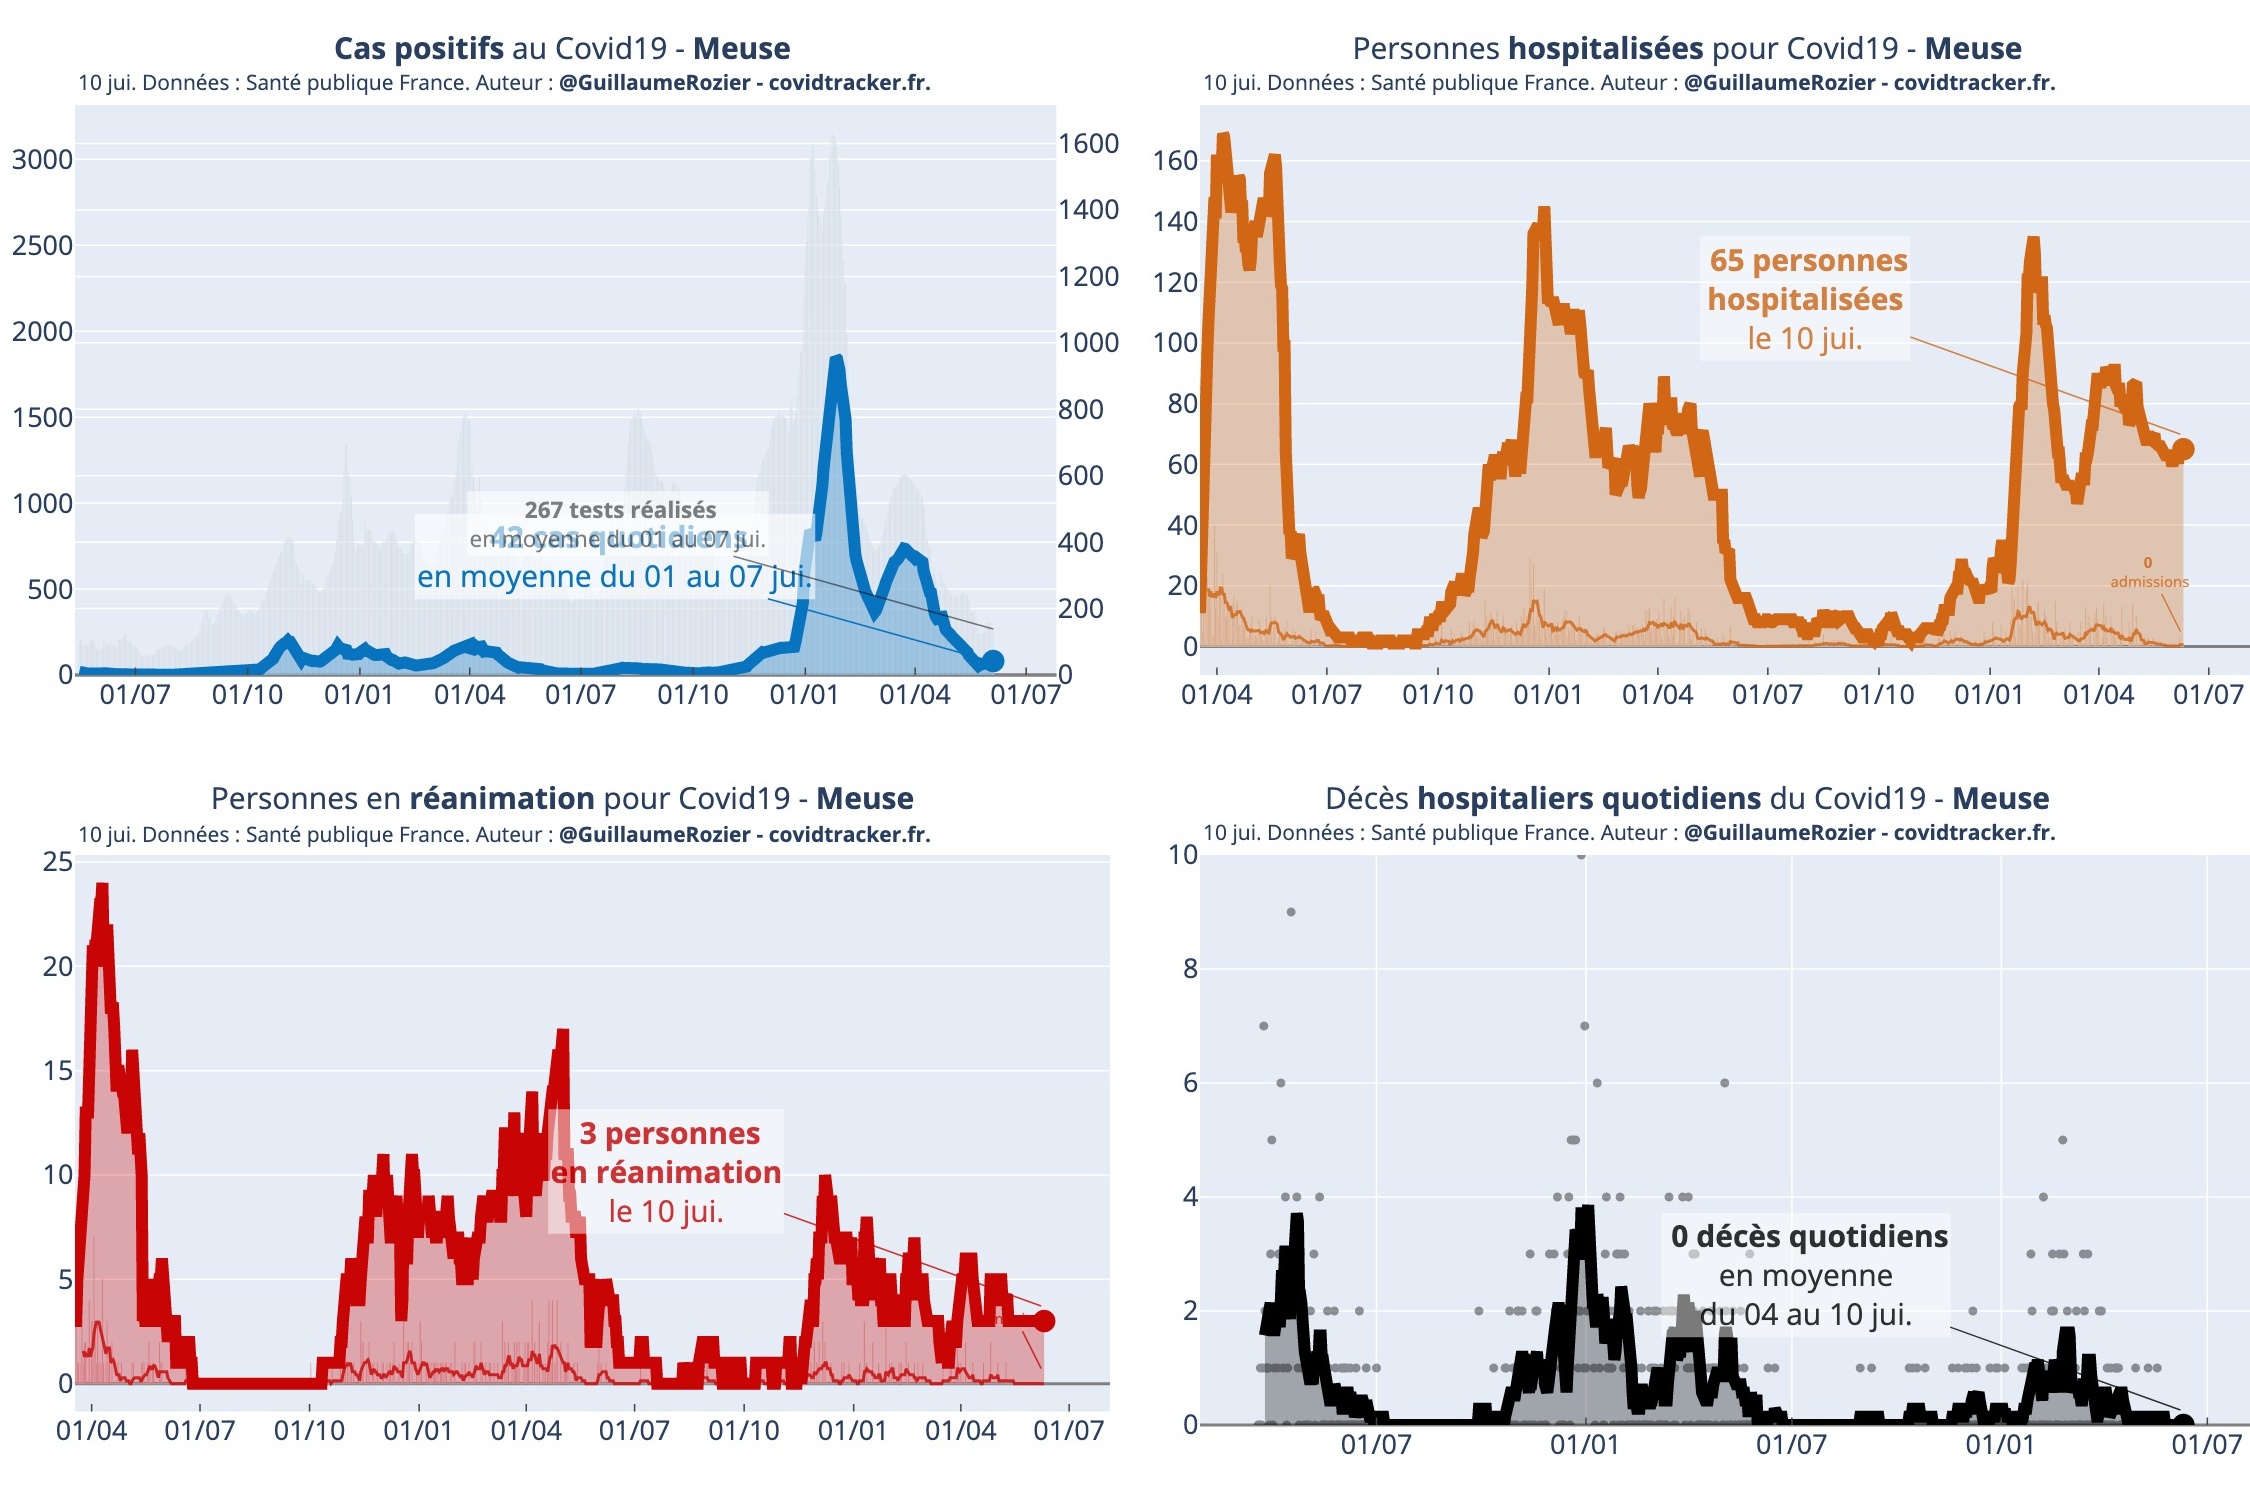 Cas positifs au Covid19 - Meuse
10 jui. Données : Santé publique France. Auteur : @GuillaumeRozier - covidtracker.fr.
3000
2500
2000
1500
1000
500
0
1600
1400
1200
1000
800
600
400
200
0
267 tests réalisés
en moyenne du 01 au 07 jui.
42 cas quotidiens
en moyenne du 01 au 07 jui.
01/07 01/10 01/01 01/04 01/07 01/10 01/01 01/04 01/07
Personnes hospitalisées pour Covid19 - Meuse
10 jui. Données : Santé publique France. Auteur : @GuillaumeRozier - covidtracker.fr.
160
140
120
100
80
60
40
20
0
65 personnes
hospitalisées
le 10 jui.
0
admissions
01/04 01/07 01/10 01/01 01/04 01/07 01/10 01/01 01/04 01/07
Personnes en réanimation pour Covid19 - Meuse
10 jui. Données : Santé publique France. Auteur : @GuillaumeRozier - covidtracker.fr.
25
20
15
10
5
0
3 personnes
en réanimation
le 10 jui.
01/04 01/07 01/10 01/01 01/04 01/07 01/10 01/01 01/04 01/07
Décès hospitaliers quotidiens du Covid19 - Meuse
10 jui. Données : Santé publique France. Auteur : @GuillaumeRozier - covidtracker.fr.
10
8
6
4
2
0
0 décès quotidiens
en moyenne
du 04 au 10 jui.
01/07 01/01 01/07 01/01 01/07